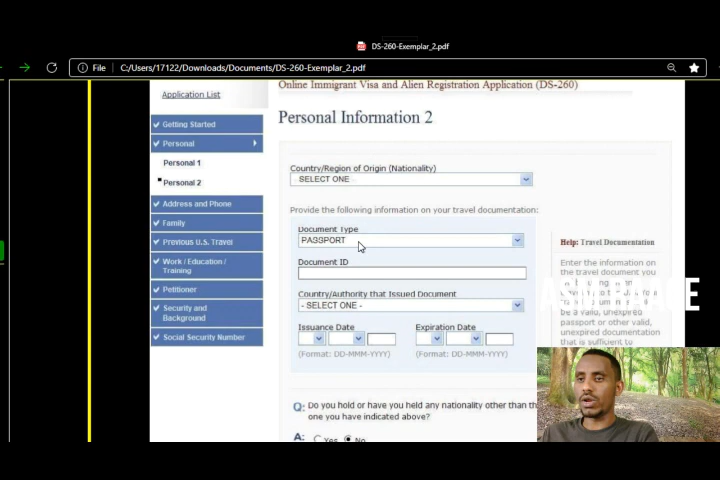 DS-260-Exemplar_2.pdf
File
C:/Users/17122/Downloads/Documents/DS-260-Exemplar_2.pdf
Application List
Online Immigrant Visa and Alien Registration Application (DS-260)
Personal Information 2
Getting Started
Personal
Personal 1
Personal 2
Address and Phone
Family
Previous U.S. Travel
Work / Education /
Training
Petitioner
Security and
Background
Social Security Number
Country/Region of Origin (Nationality)
SELECT ONE
Provide the following information on your travel documentation:
Document Type
PASSPORT
Document ID
Country/Authority that Issued Document
- SELECT ONE -
Issuance Date
Expiration Date
(Format: DD-MMM-YYYY)
(Format: DD-MMM-YYYY)
Help: Travel Documentation
Enter the information on
the travel document you
be a valid, unexpired
passport or other valid,
unexpired documentation
that is sufficient to
Q: Do you hold or have you held any nationality other than th
one you have indicated above?
A: Yes No